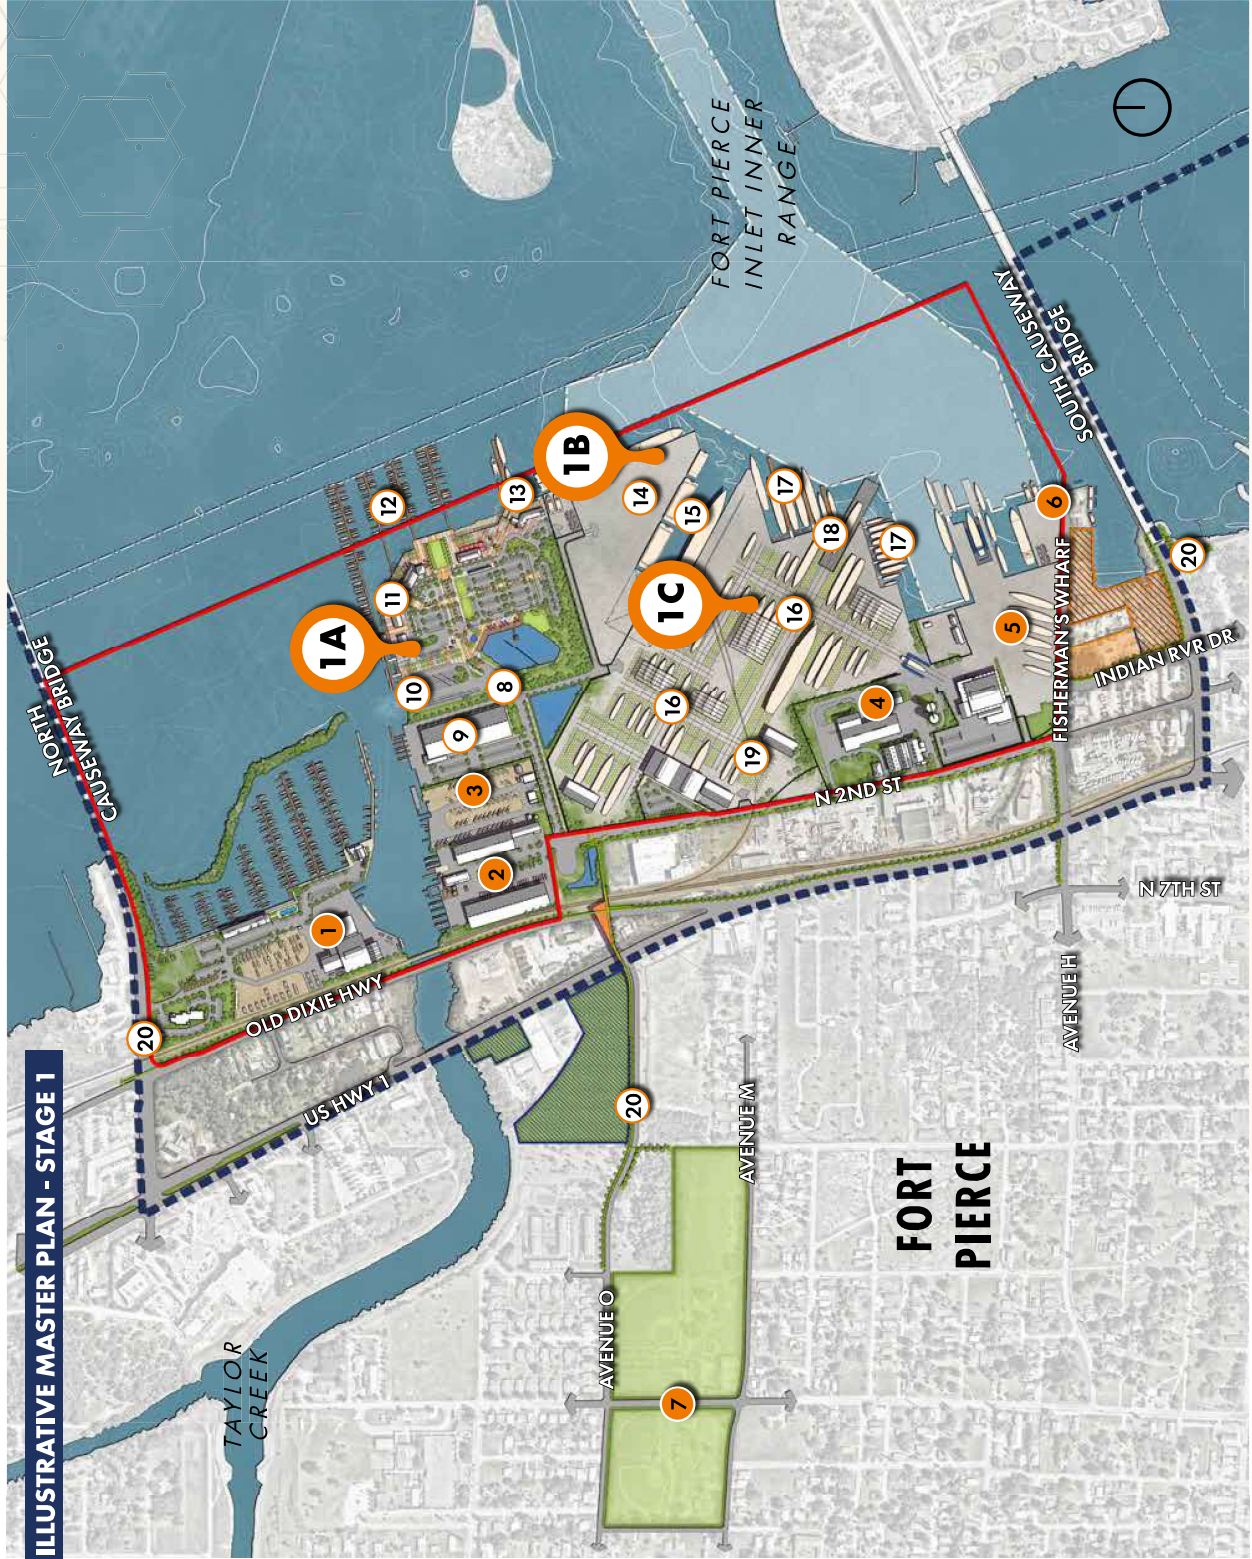 ILLUSTRATIVE MASTER PLAN - STAGE 1
NORTH
CAUSEWAY BRIDGE
20
OLD DIXIE HWY
US HWY 1
TAYLOR
CREEK
1
2
3
9
8
10
11
12
13
1A
1B
1C
14
15
16
16
17
17
18
19
4
5
6
20
20
7
FORT PIERCE
INLET INNER
RANGE
SOUTH CAUSEWAY
BRIDGE
FISHERMAN'S WHARF
INDIAN RVR DR
N 2ND ST
N 7TH ST
AVENUE H
AVENUE M
AVENUE O
FORT
PIERCE